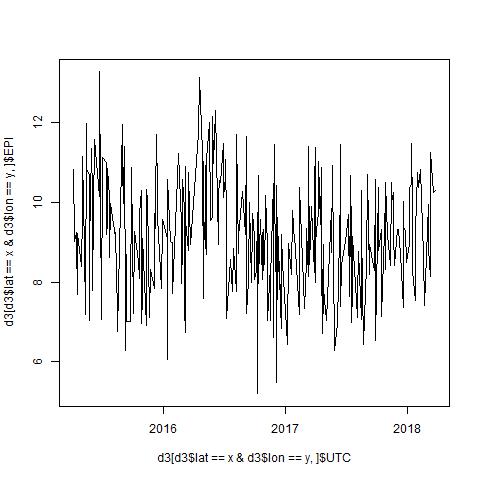 d3[d3$lat == x & d3$lon == y, ]$EPI
12
10
8
6
2016 2017 2018
d3[d3$lat == x & d3$lon == y, ]$UTC